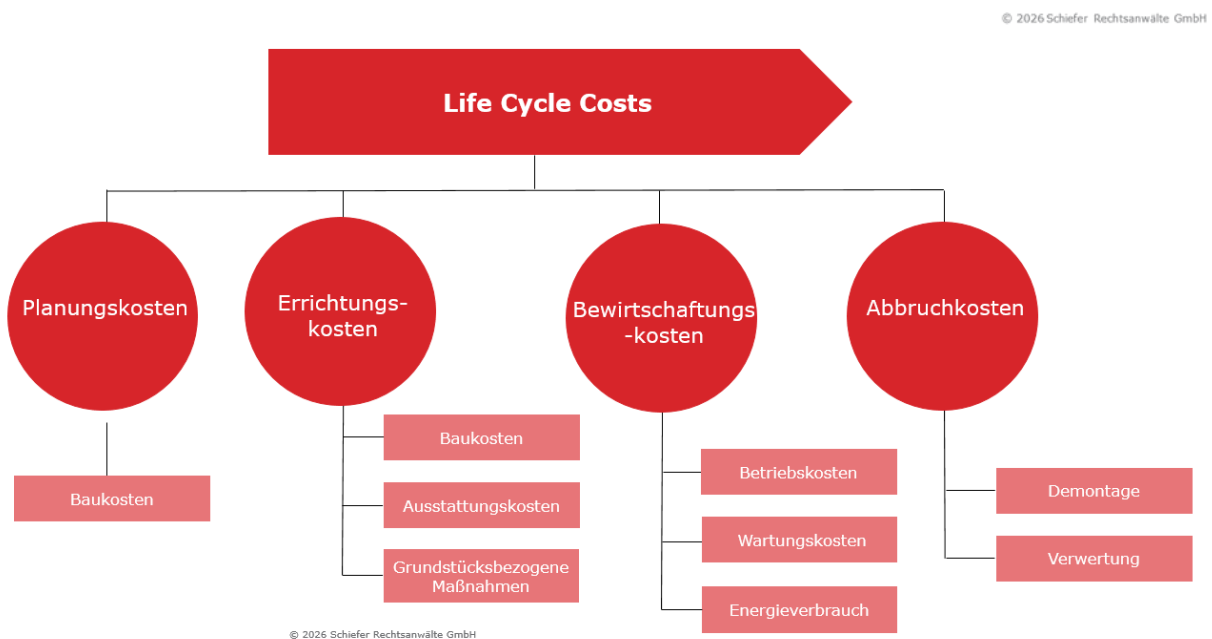 © 2026 Schiefer Rechtsanwälte GmbH
Life Cycle Costs
Planungskosten
Errichtungs-
kosten
Bewirtschaftungs
-kosten
Abbruchkosten
Baukosten
Baukosten
Ausstattungskosten
Grundstücksbezogene
Maßnahmen
Betriebskosten
Wartungskosten
Energieverbrauch
Demontage
Verwertung
© 2026 Schiefer Rechtsanwälte GmbH